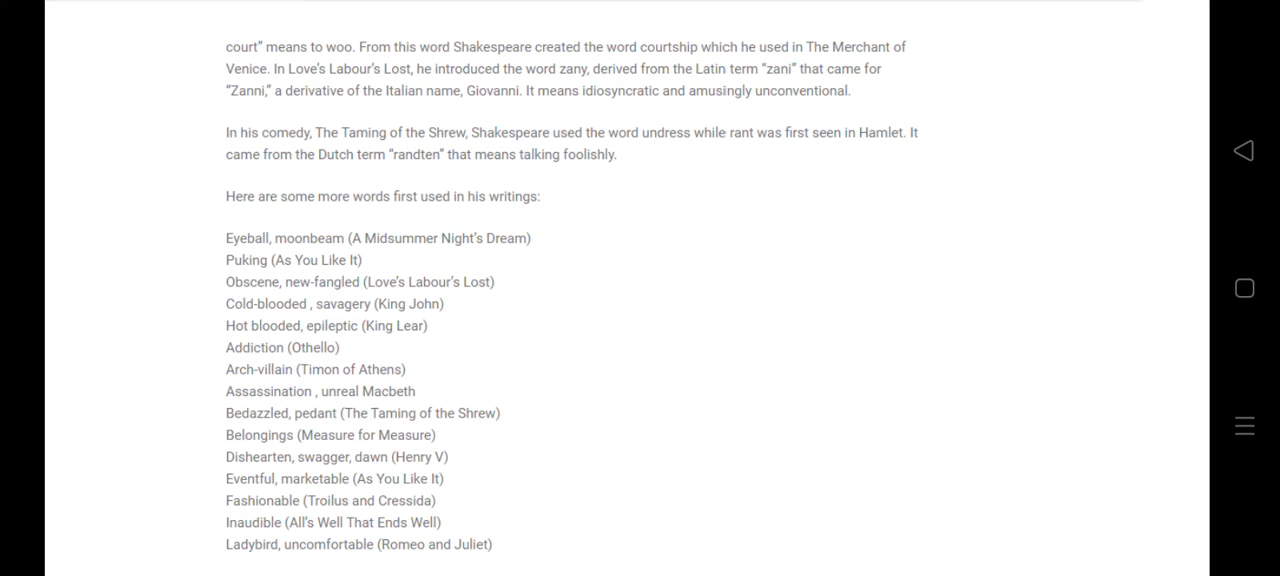 court” means to woo. From this word Shakespeare created the word courtship which he used in The Merchant of
Venice. In Love’s Labour’s Lost, he introduced the word zany, derived from the Latin term “zani” that came for
“Zanni,” a derivative of the Italian name, Giovanni. It means idiosyncratic and amusingly unconventional.
In his comedy, The Taming of the Shrew, Shakespeare used the word undress while rant was first seen in Hamlet. It
came from the Dutch term “randten” that means talking foolishly.
Here are some more words first used in his writings:
Eyeball, moonbeam (A Midsummer Night’s Dream)
Puking (As You Like It)
Obscene, new-fangled (Love’s Labour’s Lost)
Cold-blooded , savagery (King John)
Hot blooded, epileptic (King Lear)
Addiction (Othello)
Arch-villain (Timon of Athens)
Assassination , unreal Macbeth
Bedazzled, pedant (The Taming of the Shrew)
Belongings (Measure for Measure)
Dishearten, swagger, dawn (Henry V)
Eventful, marketable (As You Like It)
Fashionable (Troilus and Cressida)
Inaudible (All’s Well That Ends Well)
Ladybird, uncomfortable (Romeo and Juliet)